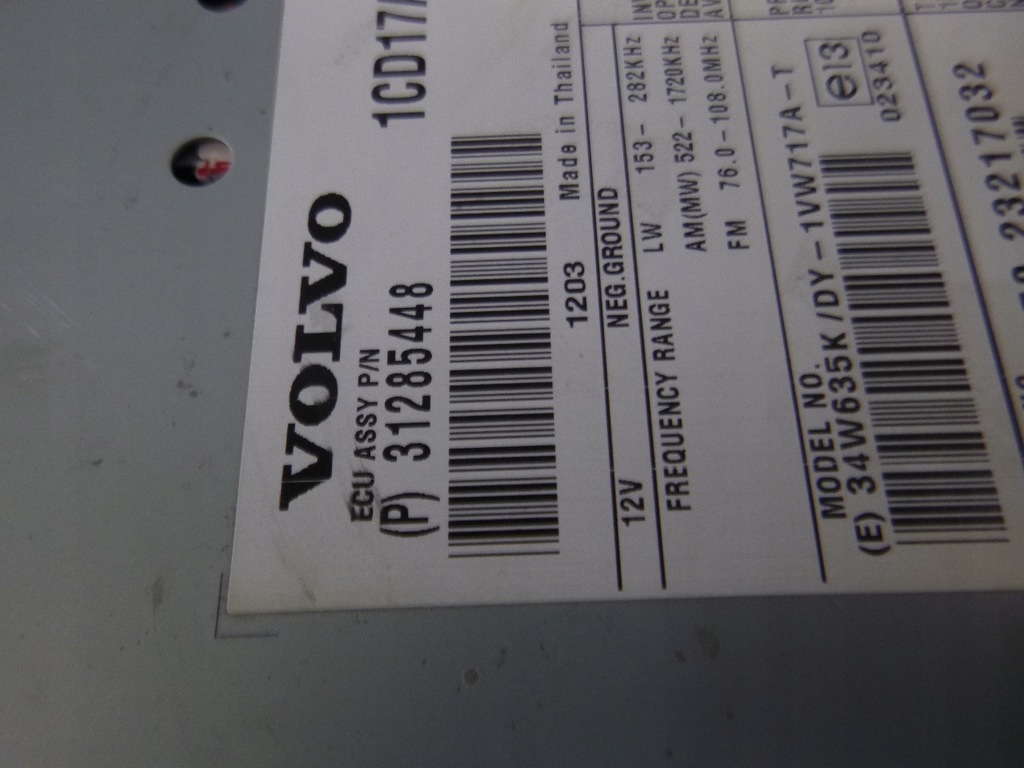 VOLVO
ECU ASSY P/N
(P) 31285448
1CD17
1203 Made in Thailand
12V NEG.GROUND
FREQUENCY RANGE LW 153- 282KHz
AM(MW) 522- 1720KHz
FM 76.0-108.0MHz
MODEL NO.
(E) 34W635K/DY-1VW717A-T
e13
023410
23217032